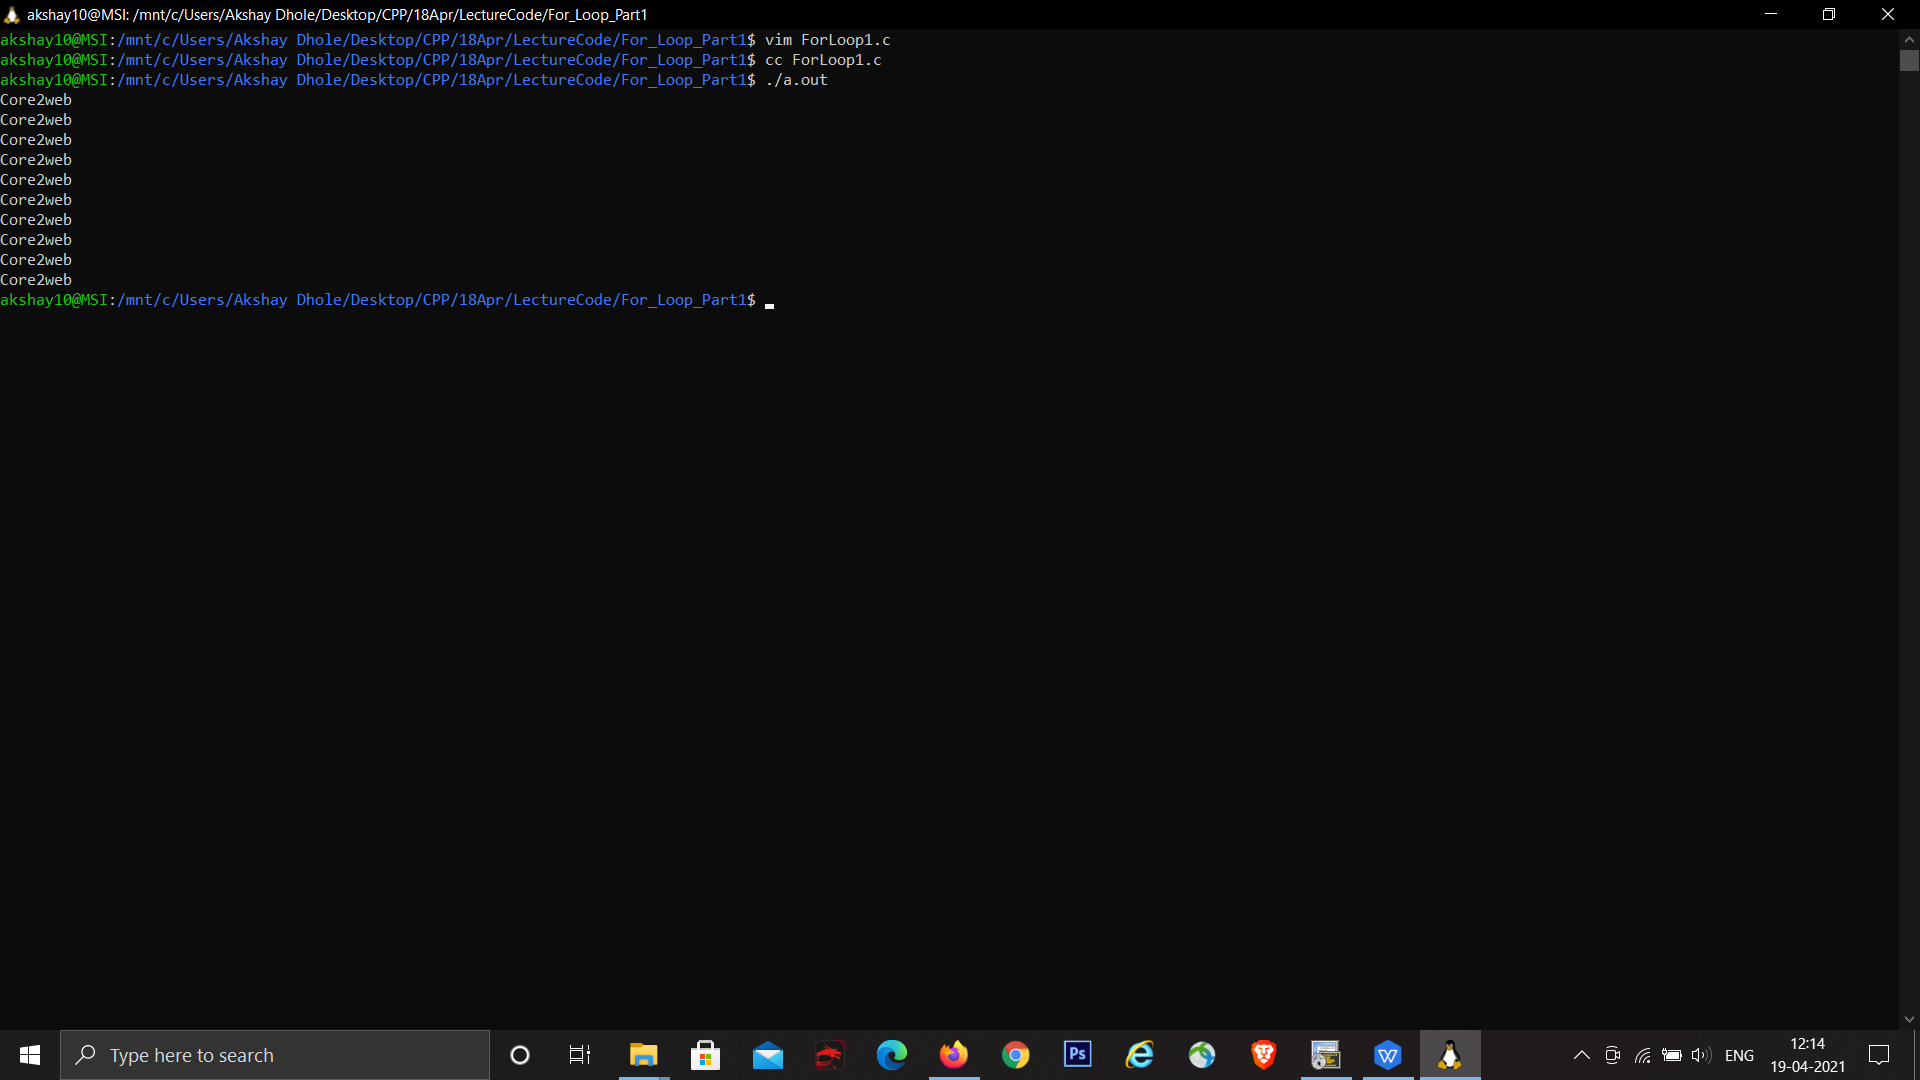 akshay10@MSI: /mnt/c/Users/Akshay Dhole/Desktop/CPP/18Apr/LectureCode/For_Loop_Part1
akshay10@MSI:/mnt/c/Users/Akshay Dhole/Desktop/CPP/18Apr/LectureCode/For_Loop_Part1$ vim ForLoop1.c
akshay10@MSI:/mnt/c/Users/Akshay Dhole/Desktop/CPP/18Apr/LectureCode/For_Loop_Part1$ cc ForLoop1.c
akshay10@MSI:/mnt/c/Users/Akshay Dhole/Desktop/CPP/18Apr/LectureCode/For_Loop_Part1$ ./a.out
Core2web
Core2web
Core2web
Core2web
Core2web
Core2web
Core2web
Core2web
Core2web
Core2web
akshay10@MSI:/mnt/c/Users/Akshay Dhole/Desktop/CPP/18Apr/LectureCode/For_Loop_Part1$
Type here to search
Ps
W
ENG
12:14
19-04-2021